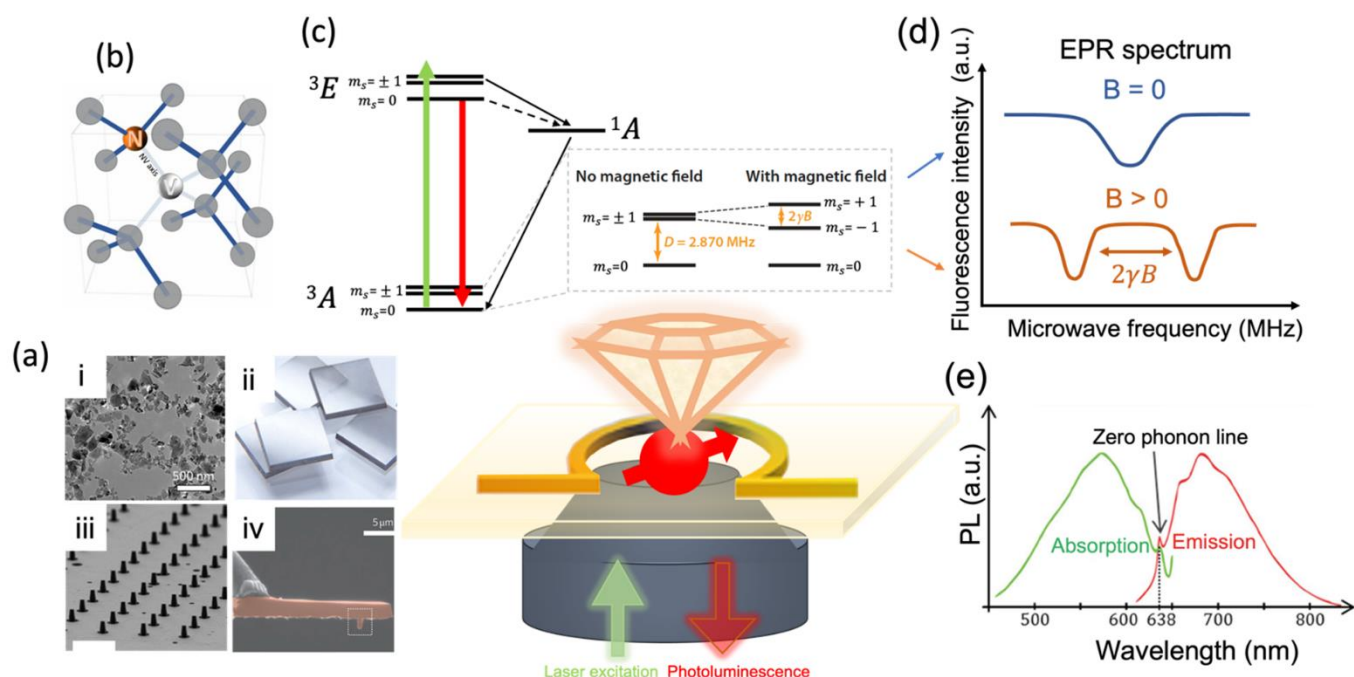 (b)
N
NV axis
V
(c)
³E
mₛ= ± 1
mₛ= 0
¹A
³A
mₛ= ± 1
mₛ= 0
No magnetic field
With magnetic field
mₛ= ± 1
D = 2.870 MHz
mₛ=0
mₛ= + 1
2γB
mₛ= − 1
mₛ=0
(d)
EPR spectrum
B = 0
B > 0
2γB
Fluorescence intensity (a.u.)
Microwave frequency (MHz)
(a)
i
500 nm
ii
iii
iv
5 μm
Laser excitation
Photoluminescence
(e)
Zero phonon line
Absorption
Emission
PL (a.u.)
500
600
638
700
800
Wavelength (nm)